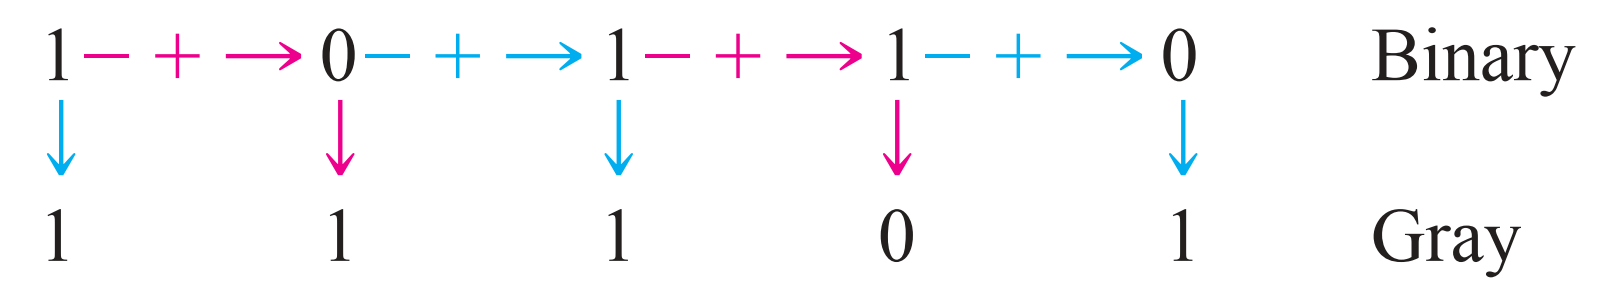 1 – + → 0 – + → 1 – + → 1 – + → 0 Binary
↓ ↓ ↓ ↓ ↓
1 1 1 0 1 Gray